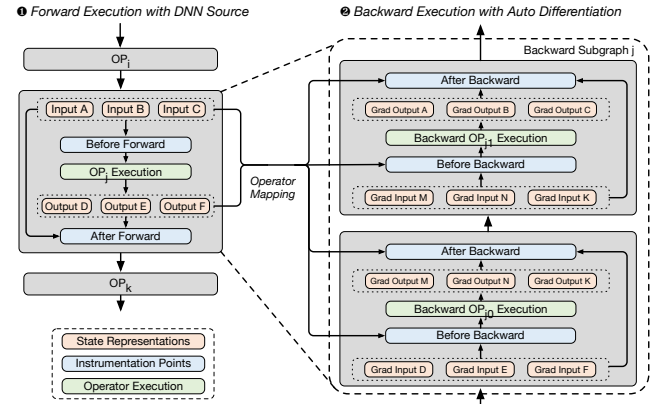 ❶ Forward Execution with DNN Source
OPi
Input A Input B Input C
Before Forward
OPj Execution
Output D Output E Output F
After Forward
OPk
State Representations
Instrumentation Points
Operator Execution
Operator
Mapping
❷ Backward Execution with Auto Differentiation
Backward Subgraph j
After Backward
Grad Output A Grad Output B Grad Output C
Backward OPj1 Execution
Before Backward
Grad Input M Grad Input N Grad Input K
After Backward
Grad Output M Grad Output N Grad Output K
Backward OPj0 Execution
Before Backward
Grad Input D Grad Input E Grad Input F